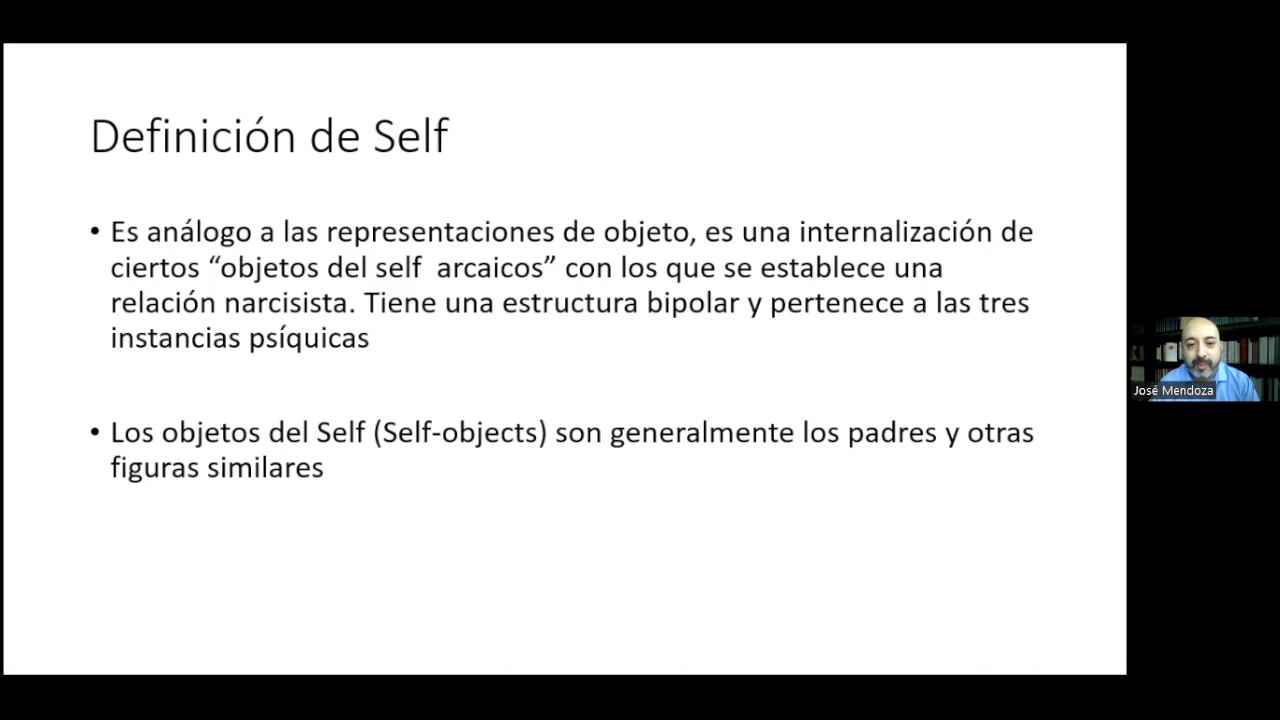 Definición de Self
• Es análogo a las representaciones de objeto, es una internalización de
ciertos “objetos del self  arcaicos” con los que se establece una
relación narcisista. Tiene una estructura bipolar y pertenece a las tres
instancias psíquicas
• Los objetos del Self (Self-objects) son generalmente los padres y otras
figuras similares
José Mendoza